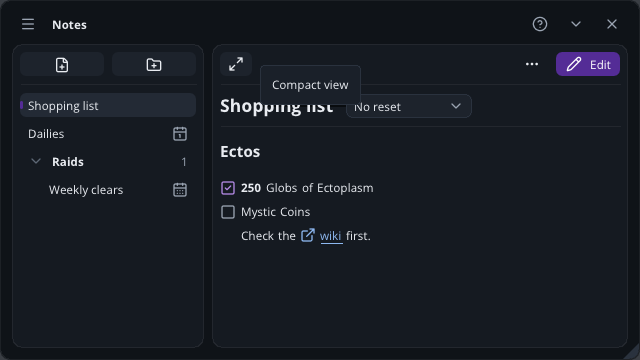 Notes
Shopping list
Dailies
1
Raids 1
Weekly clears
Edit
Compact view
Shopping list No reset
Ectos
250 Globs of Ectoplasm
Mystic Coins
Check the wiki first.